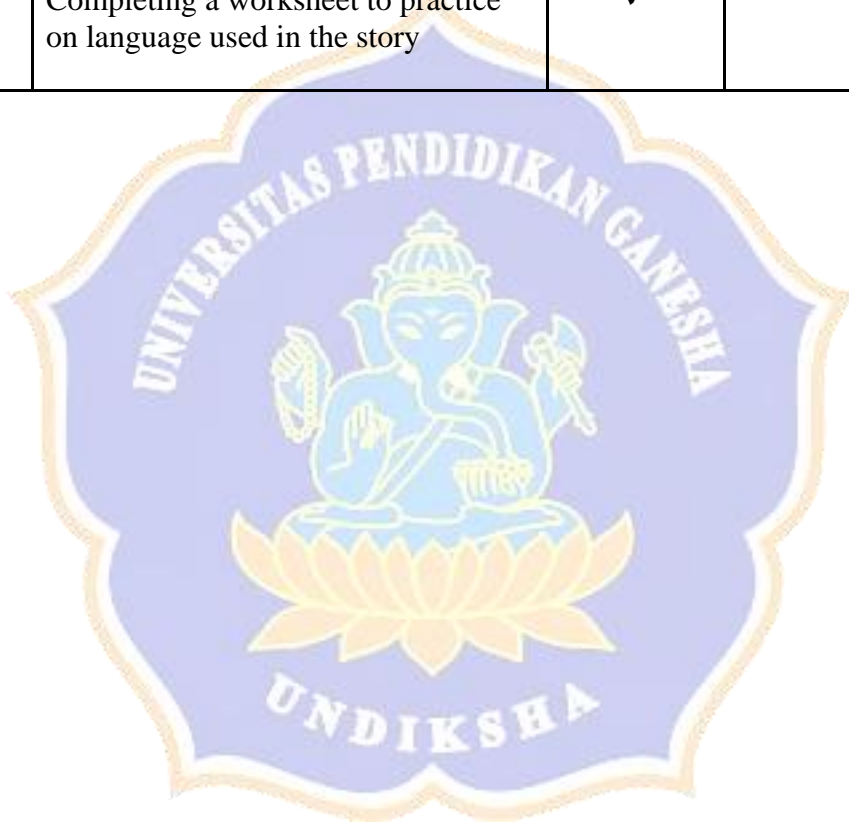 Completing a worksheet to practice
on language used in the story
UNIVERSITAS PENDIDIKAN GANESHA
UNDIKSHA